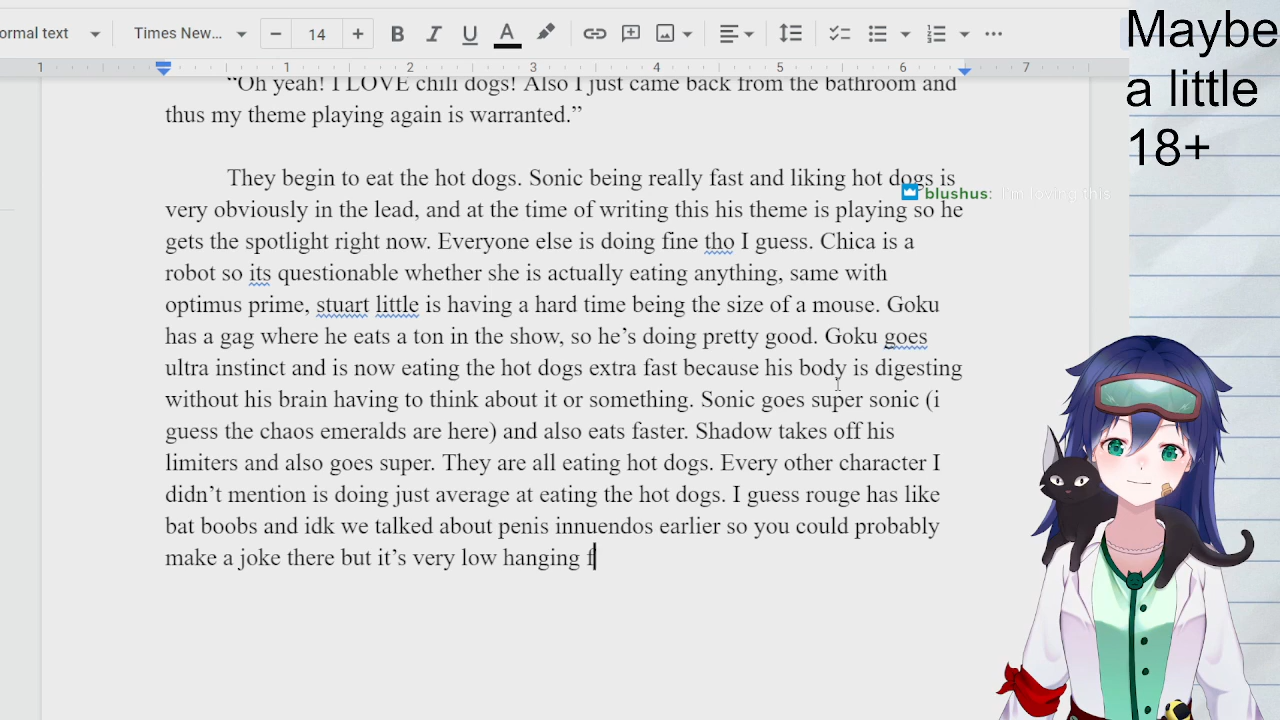 ormal text
Times New...
14
1
1
2
3
4
5
6
7
Maybe
a little
18+
“Oh yeah! I LOVE chili dogs! Also I just came back from the bathroom and
thus my theme playing again is warranted.”
They begin to eat the hot dogs. Sonic being really fast and liking hot dogs is
blushus: I'm loving this
very obviously in the lead, and at the time of writing this his theme is playing so he
gets the spotlight right now. Everyone else is doing fine tho I guess. Chica is a
robot so its questionable whether she is actually eating anything, same with
optimus prime, stuart little is having a hard time being the size of a mouse. Goku
has a gag where he eats a ton in the show, so he’s doing pretty good. Goku goes
ultra instinct and is now eating the hot dogs extra fast because his body is digesting
without his brain having to think about it or something. Sonic goes super sonic (i
guess the chaos emeralds are here) and also eats faster. Shadow takes off his
limiters and also goes super. They are all eating hot dogs. Every other character I
didn’t mention is doing just average at eating the hot dogs. I guess rouge has like
bat boobs and idk we talked about penis innuendos earlier so you could probably
make a joke there but it’s very low hanging f